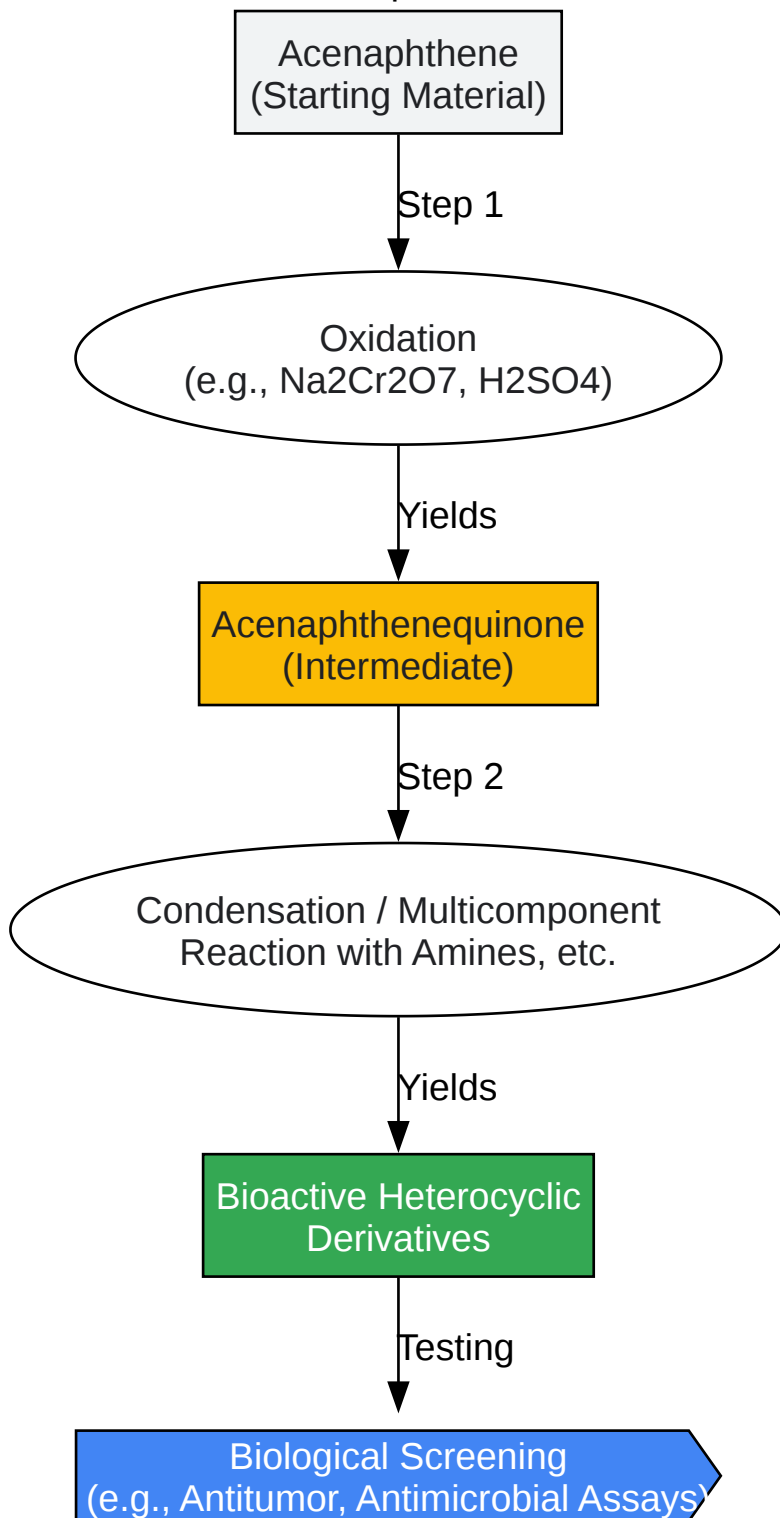 Acenaphthene
(Starting Material)
Step 1
Oxidation
(e.g., Na2Cr2O7, H2SO4)
Yields
Acenaphthenequinone
(Intermediate)
Step 2
Condensation / Multicomponent
Reaction with Amines, etc.
Yields
Bioactive Heterocyclic
Derivatives
Testing
Biological Screening
(e.g., Antitumor, Antimicrobial Assays)